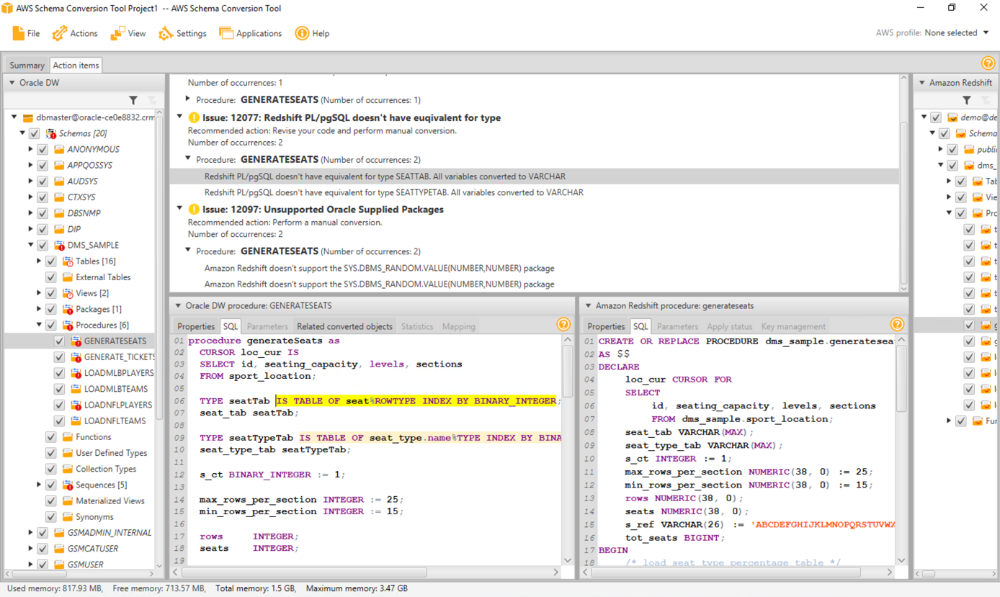 AWS Schema Conversion Tool Project1 -- AWS Schema Conversion Tool
File Actions View Settings Applications Help
AWS profile: None selected
Summary Action items
Oracle DW
dbmaster@oracle-ce0e8832.crm
Schemas [20]
ANONYMOUS
APPQOSSYS
AUDSYS
CTXSYS
DBSNMP
DIP
DMS_SAMPLE
Tables [16]
External Tables
Views [2]
Packages [1]
Procedures [6]
GENERATESEATS
GENERATE_TICKETS
LOADMLBPLAYERS
LOADMLBTEAMS
LOADNFLPLAYERS
LOADNFLTEAMS
Functions
User Defined Types
Collection Types
Sequences [5]
Materialized Views
Synonyms
GSMADMIN_INTERNAL
GSMCATUSER
GSMUSER
Number of occurrences: 1
Procedure: GENERATESEATS (Number of occurrences: 1)
Issue: 12077: Redshift PL/pgSQL doesn't have euqivalent for type
Recommended action: Revise your code and perform manual conversion.
Number of occurrences: 2
Procedure: GENERATESEATS (Number of occurrences: 2)
Redshift PL/pgSQL doesn't have equivalent for type SEATTAB. All variables converted to VARCHAR
Redshift PL/pgSQL doesn't have equivalent for type SEATTYPETAB. All variables converted to VARCHAR
Issue: 12097: Unsupported Oracle Supplied Packages
Recommended action: Perform a manual conversion.
Number of occurrences: 2
Procedure: GENERATESEATS (Number of occurrences: 2)
Amazon Redshift doesn't support the SYS.DBMS_RANDOM.VALUE(NUMBER,NUMBER) package
Amazon Redshift doesn't support the SYS.DBMS_RANDOM.VALUE(NUMBER,NUMBER) package
Oracle DW procedure: GENERATESEATS
Properties SQL Parameters Related converted objects Statistics Mapping
01 procedure generateSeats as
02 CURSOR loc_cur IS
03 SELECT id, seating_capacity, levels, sections
04 FROM sport_location;
05
06 TYPE seatTab IS TABLE OF seat%ROWTYPE INDEX BY BINARY_INTEGER;
07 seat_tab seatTab;
08
09 TYPE seatTypeTab IS TABLE OF seat_type.name%TYPE INDEX BY BINA
10 seat_type_tab seatTypeTab;
11
12 s_ct BINARY_INTEGER := 1;
13
14 max_rows_per_section INTEGER := 25;
15 min_rows_per_section INTEGER := 15;
16
17 rows INTEGER;
18 seats INTEGER;
19
Amazon Redshift procedure: generateseats
Properties SQL Parameters Apply status Key management
01 CREATE OR REPLACE PROCEDURE dms_sample.generatesea
02 AS $$
03 DECLARE
04 loc_cur CURSOR FOR
05 SELECT
06 id, seating_capacity, levels, sections
07 FROM dms_sample.sport_location;
08 seat_tab VARCHAR(MAX);
09 seat_type_tab VARCHAR(MAX);
10 s_ct INTEGER := 1;
11 max_rows_per_section NUMERIC(38, 0) := 25;
12 min_rows_per_section NUMERIC(38, 0) := 15;
13 rows NUMERIC(38, 0);
14 seats NUMERIC(38, 0);
15 s_ref VARCHAR(26) := 'ABCDEFGHIJKLMNOPQRSTUVWX
16 tot_seats BIGINT;
17 BEGIN
18 /* load seat type percentage table */
Amazon Redshift
demo@de
Schema
public
dms_
Tab
Vie
Pro
t
t
t
t
t
t
g
g
l
l
l
l
Fun
Used memory: 817.93 MB, Free memory: 713.57 MB, Total memory: 1.5 GB, Maximum memory: 3.47 GB